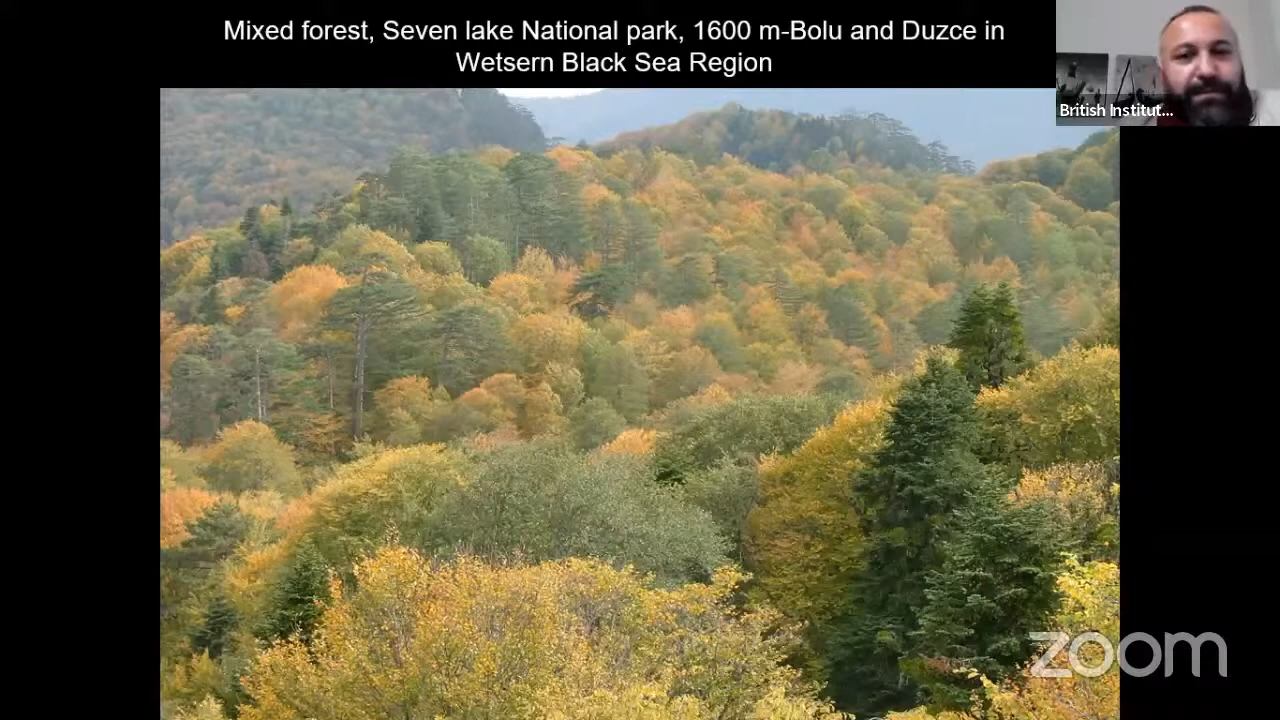 Mixed forest, Seven lake National park, 1600 m-Bolu and Duzce in
Wetsern Black Sea Region
British Institut...
zoom